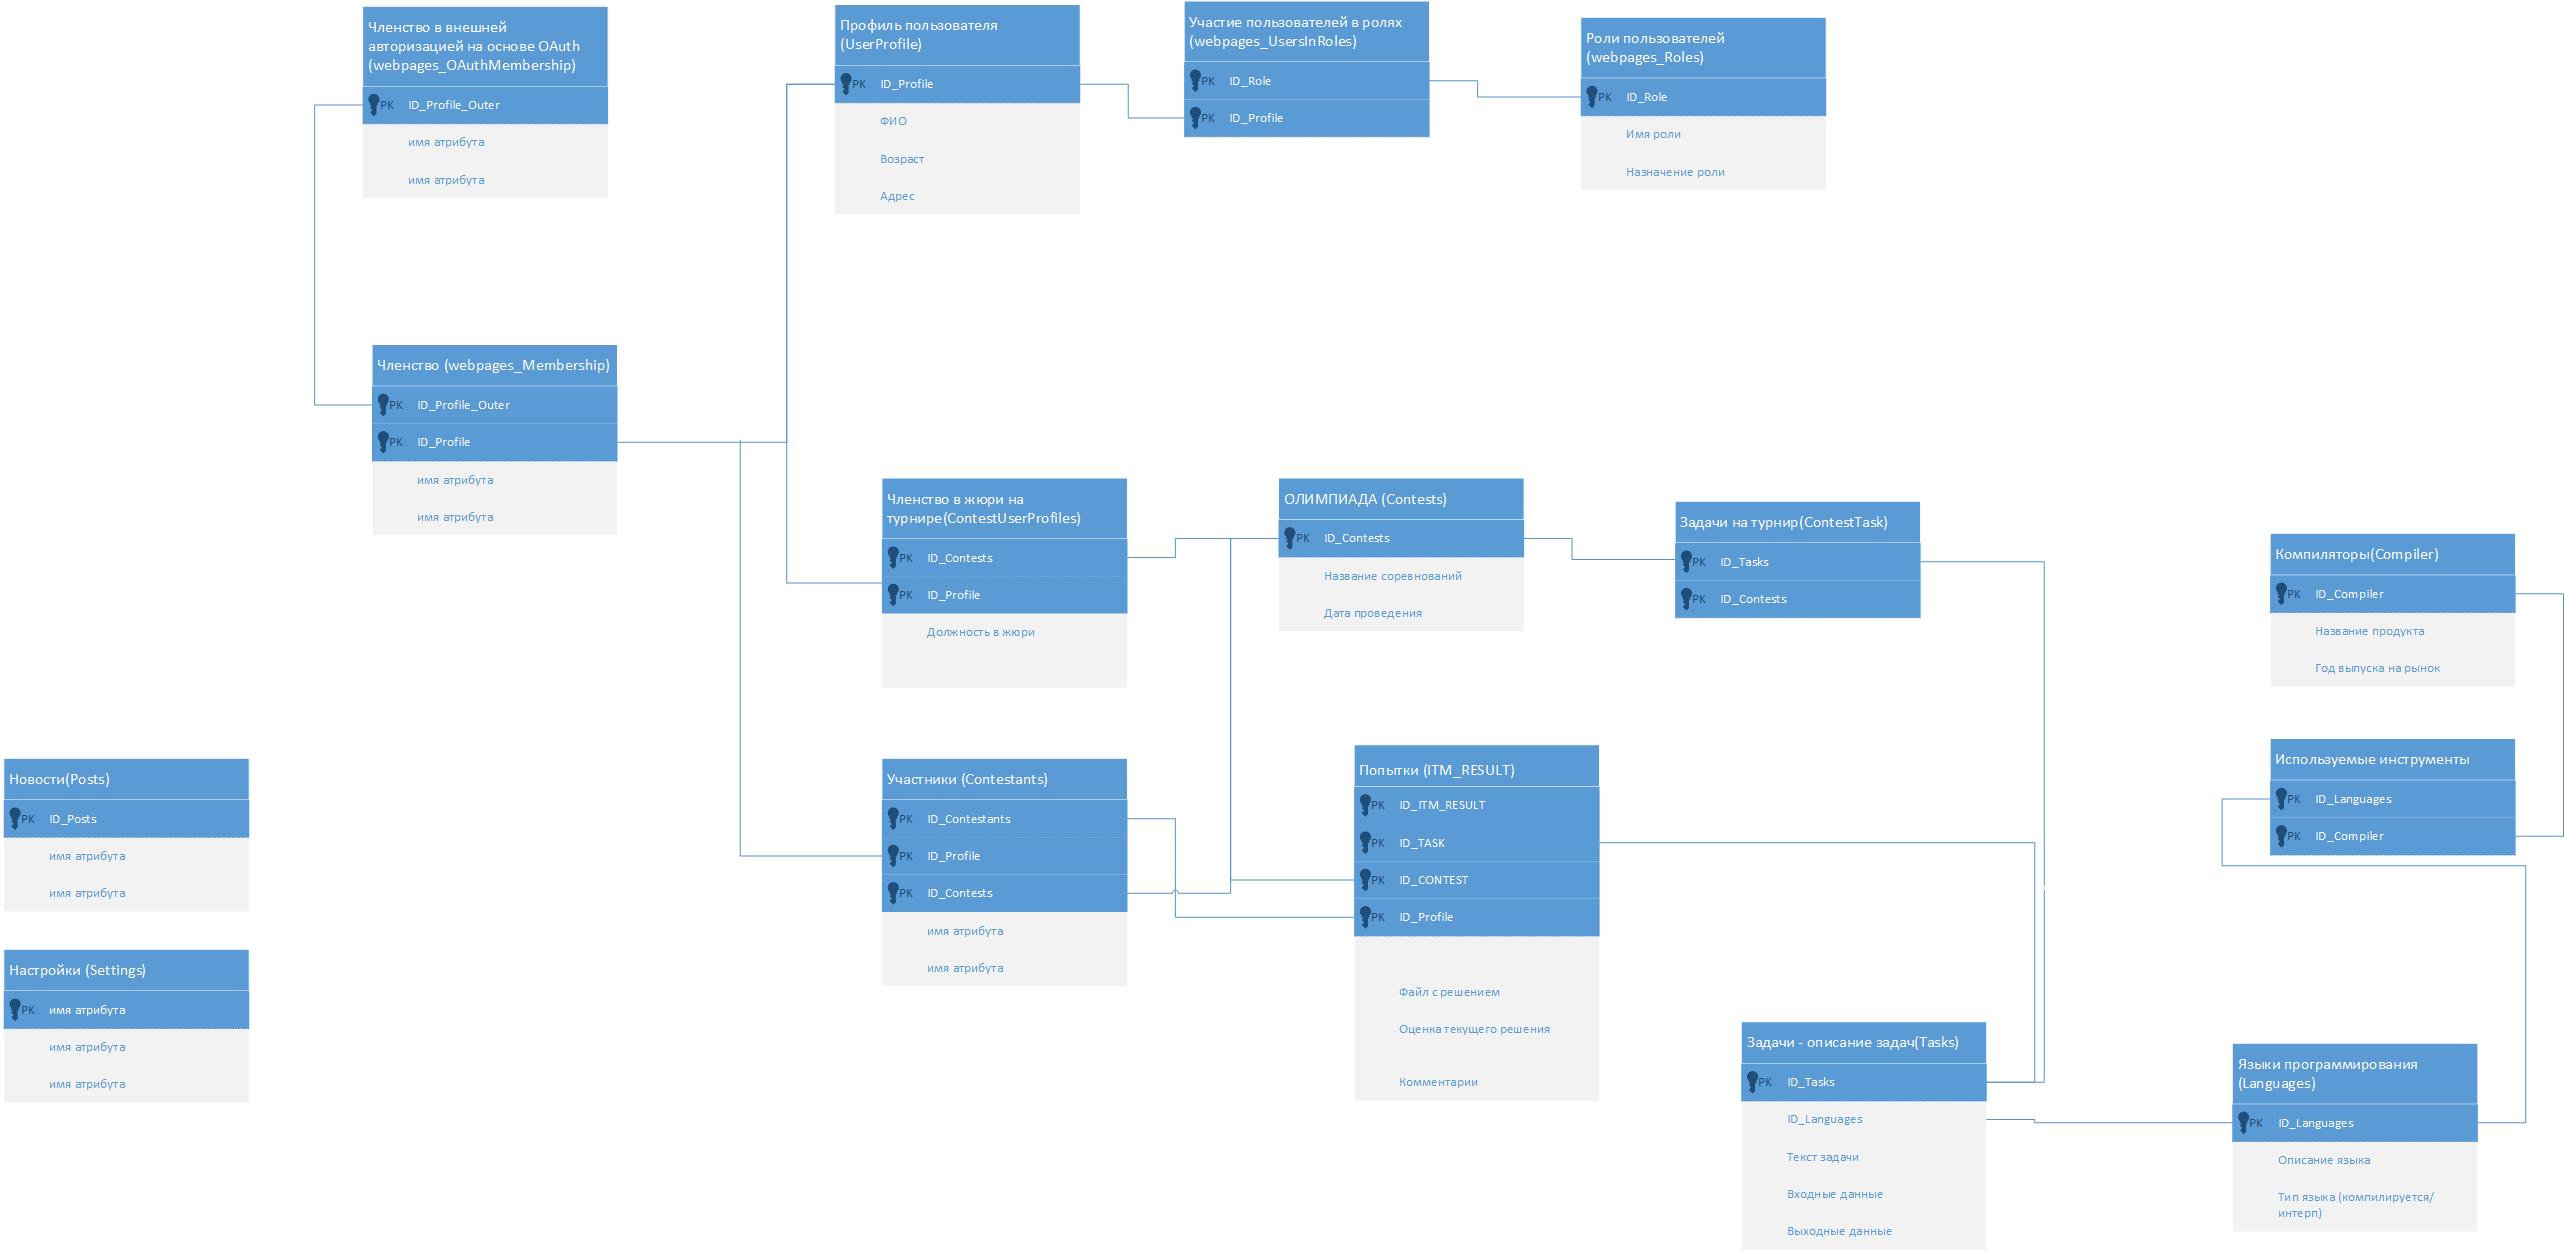 Членство в внешней
авторизацией на основе OAuth
(webpages_OAuthMembership)
PK ID_Profile_Outer
имя атрибута
имя атрибута
Профиль пользователя
(UserProfile)
PK ID_Profile
ФИО
Возраст
Адрес
Участие пользователей в ролях
(webpages_UsersInRoles)
PK ID_Role
PK ID_Profile
Роли пользователей
(webpages_Roles)
PK ID_Role
Имя роли
Назначение роли
Членство (webpages_Membership)
PK ID_Profile_Outer
PK ID_Profile
имя атрибута
имя атрибута
Членство в жюри на
турнире(ContestUserProfiles)
PK ID_Contests
PK ID_Profile
Должность в жюри
ОЛИМПИАДА (Contests)
PK ID_Contests
Название соревнований
Дата проведения
Задачи на турнир(ContestTask)
PK ID_Tasks
PK ID_Contests
Компиляторы(Compiler)
PK ID_Compiler
Название продукта
Год выпуска на рынок
Новости(Posts)
PK ID_Posts
имя атрибута
имя атрибута
Участники (Contestants)
PK ID_Contestants
PK ID_Profile
PK ID_Contests
имя атрибута
имя атрибута
Попытки (ITM_RESULT)
PK ID_ITM_RESULT
PK ID_TASK
PK ID_CONTEST
PK ID_Profile
Файл с решением
Оценка текущего решения
Комментарии
Используемые инструменты
PK ID_Languages
PK ID_Compiler
Настройки (Settings)
PK имя атрибута
имя атрибута
имя атрибута
Задачи - описание задач(Tasks)
PK ID_Tasks
ID_Languages
Текст задачи
Входные данные
Выходные данные
Языки программирования
(Languages)
PK ID_Languages
Описание языка
Тип языка (компилируется/
интерп)